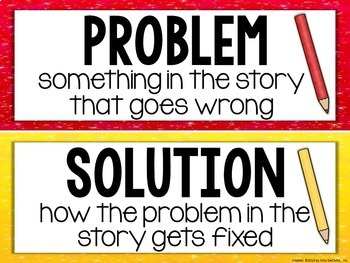 PROBLEM
something in the story
that goes wrong
SOLUTION
how the problem in the
story gets fixed